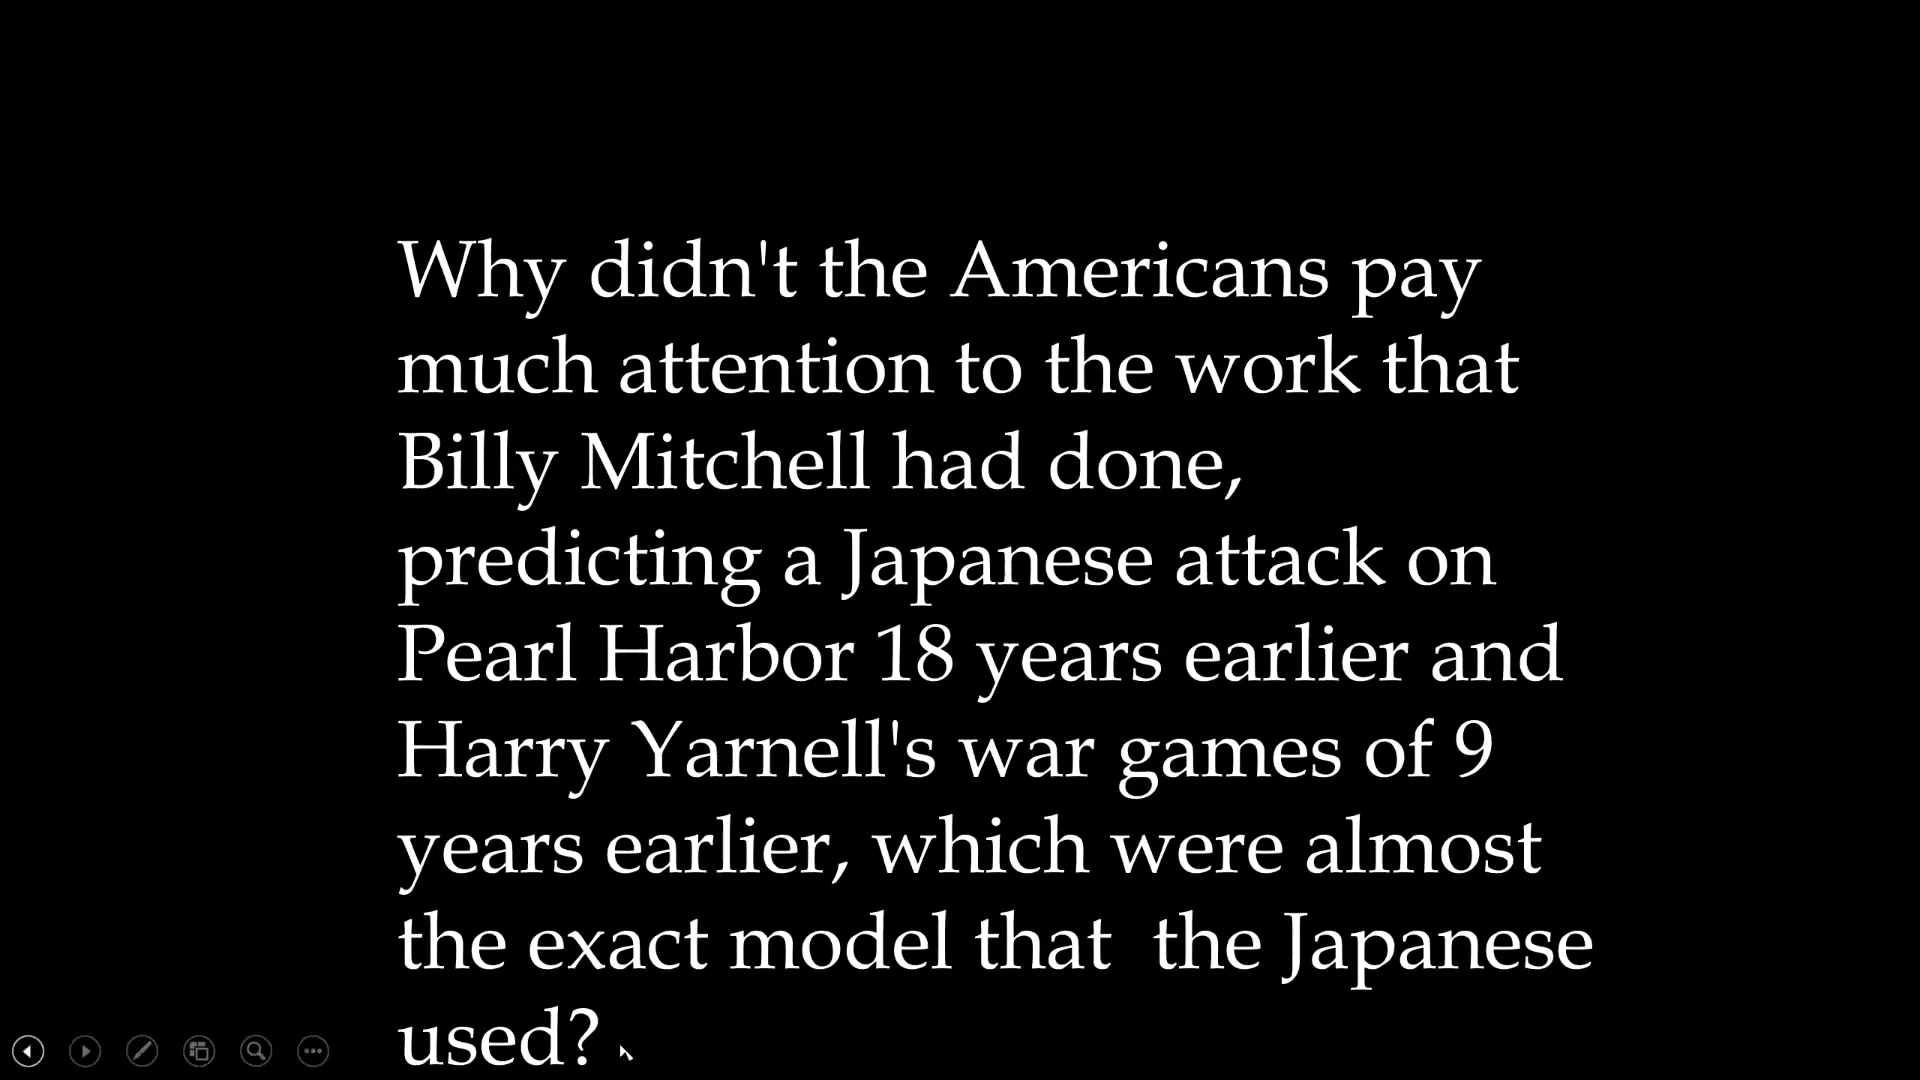 Why didn't the Americans pay
much attention to the work that
Billy Mitchell had done,
predicting a Japanese attack on
Pearl Harbor 18 years earlier and
Harry Yarnell's war games of 9
years earlier, which were almost
the exact model that  the Japanese
used?